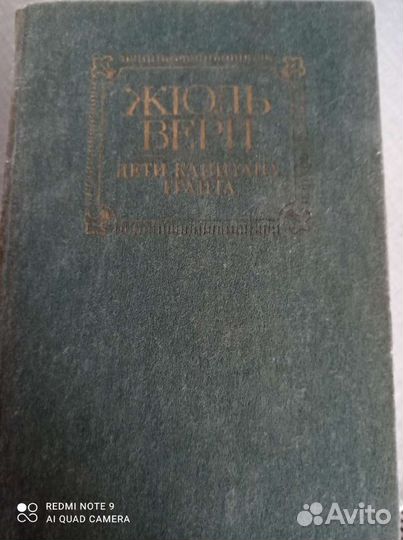 ЖЮЛЬ
ВЕРН
ДЕТИ КАПИТАНА
ГРАНТА
REDMI NOTE 9
AI QUAD CAMERA
Avito